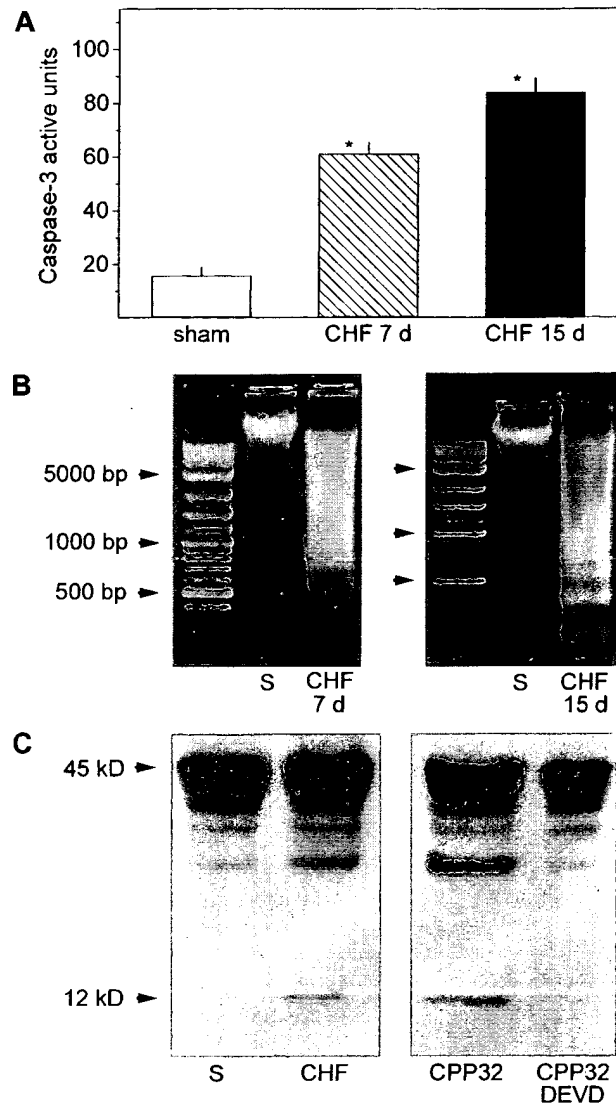 A
Caspase-3 active units
100
80
60
40
20
*
*
sham
CHF 7 d
CHF 15 d
B
5000 bp
1000 bp
500 bp
S
CHF
7 d
S
CHF
15 d
C
45 kD
12 kD
S
CHF
CPP32
CPP32
DEVD